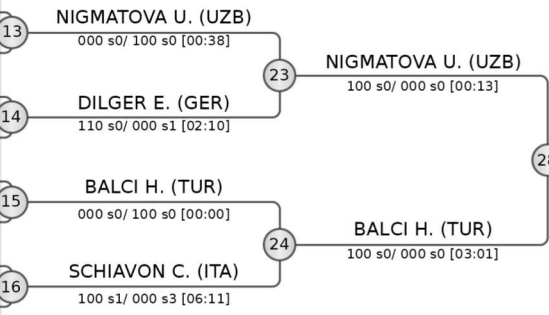 NIGMATOVA U. (UZB)
13
000 s0/ 100 s0 [00:38]
23
NIGMATOVA U. (UZB)
100 s0/ 000 s0 [00:13]
DILGER E. (GER)
14
110 s0/ 000 s1 [02:10]
BALCI H. (TUR)
15
000 s0/ 100 s0 [00:00]
24
BALCI H. (TUR)
100 s0/ 000 s0 [03:01]
SCHIAVON C. (ITA)
16
100 s1/ 000 s3 [06:11]